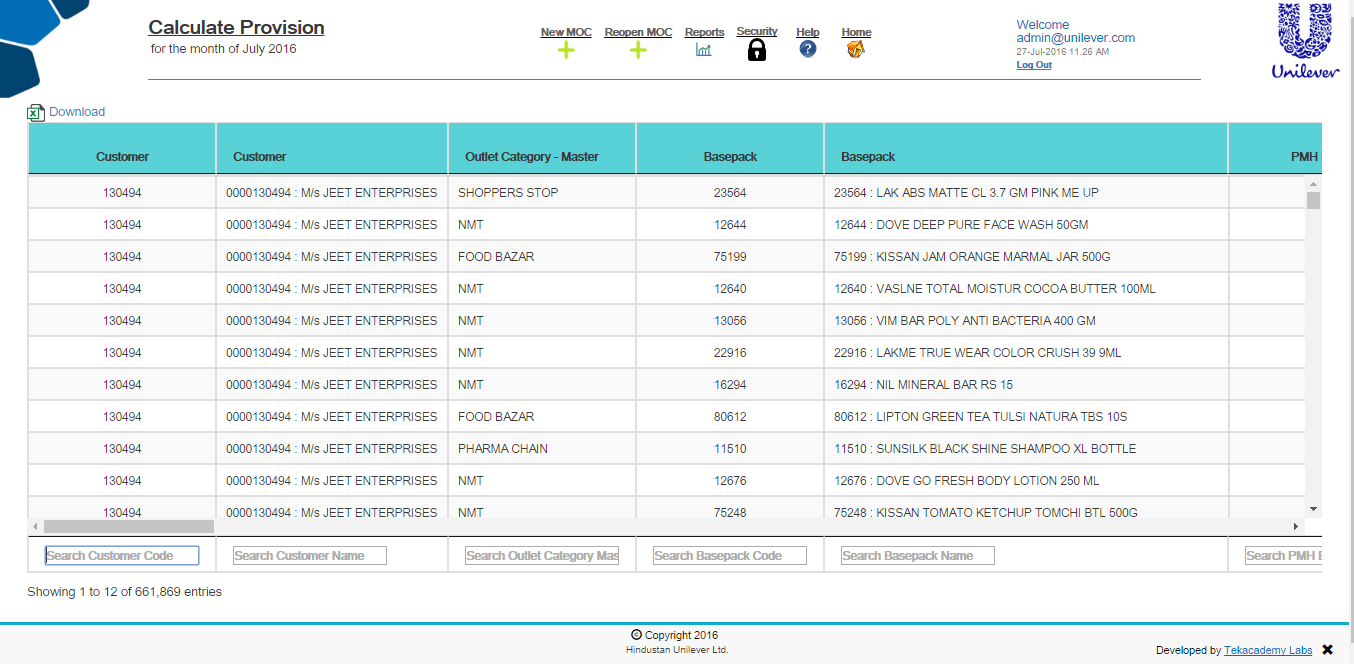 Calculate Provision
for the month of July 2016
New MOC Reopen MOC Reports Security Help Home
Welcome
admin@unilever.com
27-Jul-2016 11.26 AM
Log Out
Unilever
Download
Customer Customer Outlet Category - Master Basepack Basepack PMH
130494 0000130494 : M/s JEET ENTERPRISES SHOPPERS STOP 23564 23564 : LAK ABS MATTE CL 3.7 GM PINK ME UP
130494 0000130494 : M/s JEET ENTERPRISES NMT 12644 12644 : DOVE DEEP PURE FACE WASH 50GM
130494 0000130494 : M/s JEET ENTERPRISES FOOD BAZAR 75199 75199 : KISSAN JAM ORANGE MARMAL JAR 500G
130494 0000130494 : M/s JEET ENTERPRISES NMT 12640 12640 : VASLNE TOTAL MOISTUR COCOA BUTTER 100ML
130494 0000130494 : M/s JEET ENTERPRISES NMT 13056 13056 : VIM BAR POLY ANTI BACTERIA 400 GM
130494 0000130494 : M/s JEET ENTERPRISES NMT 22916 22916 : LAKME TRUE WEAR COLOR CRUSH 39 9ML
130494 0000130494 : M/s JEET ENTERPRISES NMT 16294 16294 : NIL MINERAL BAR RS 15
130494 0000130494 : M/s JEET ENTERPRISES FOOD BAZAR 80612 80612 : LIPTON GREEN TEA TULSI NATURA TBS 10S
130494 0000130494 : M/s JEET ENTERPRISES PHARMA CHAIN 11510 11510 : SUNSILK BLACK SHINE SHAMPOO XL BOTTLE
130494 0000130494 : M/s JEET ENTERPRISES NMT 12676 12676 : DOVE GO FRESH BODY LOTION 250 ML
130494 0000130494 : M/s JEET ENTERPRISES NMT 75248 75248 : KISSAN TOMATO KETCHUP TOMCHI BTL 500G
Search Customer Code Search Customer Name Search Outlet Category Mas Search Basepack Code Search Basepack Name Search PMH
Showing 1 to 12 of 661,869 entries
© Copyright 2016
Hindustan Unilever Ltd.
Developed by Tekacademy Labs